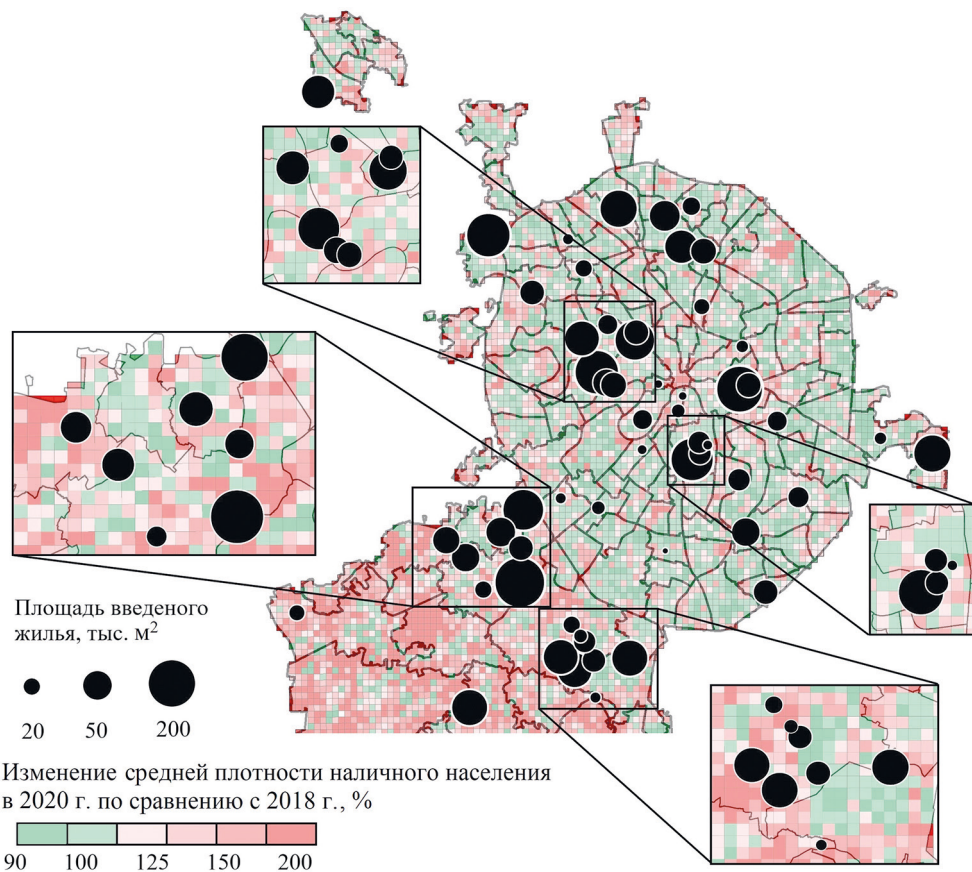 Площадь введеного
жилья, тыс. м²
20 50 200
Изменение средней плотности наличного населения
в 2020 г. по сравнению с 2018 г., %
90 100 125 150 200